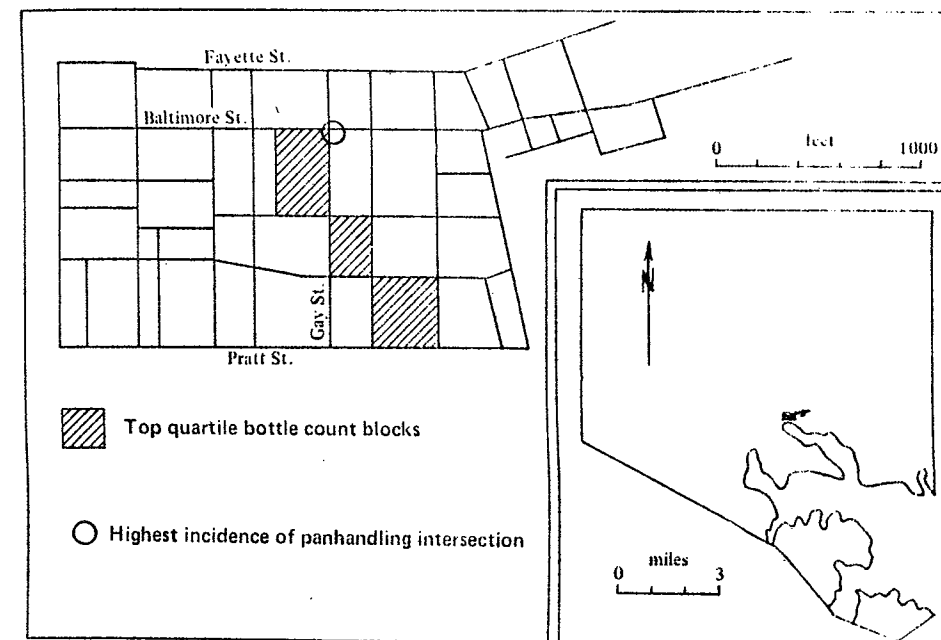 Fayette St.
Baltimore St.
0 feet 1000
N
Gay St.
Pratt St.
Top quartile bottle count blocks
Highest incidence of panhandling intersection
miles
0 3